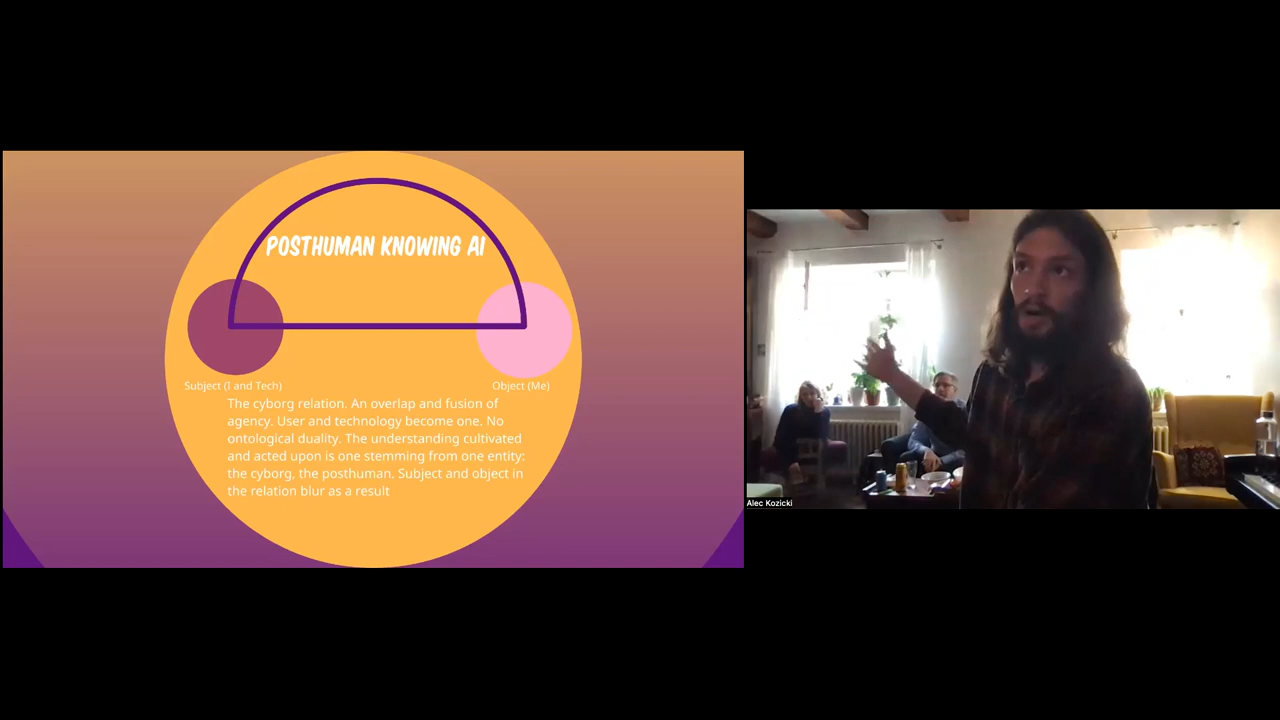 POSTHUMAN KNOWING AI
Subject (I and Tech)
Object (Me)
The cyborg relation. An overlap and fusion of
agency. User and technology become one. No
ontological duality. The understanding cultivated
and acted upon is one stemming from one entity:
the cyborg, the posthuman. Subject and object in
the relation blur as a result
Alec Kozicki